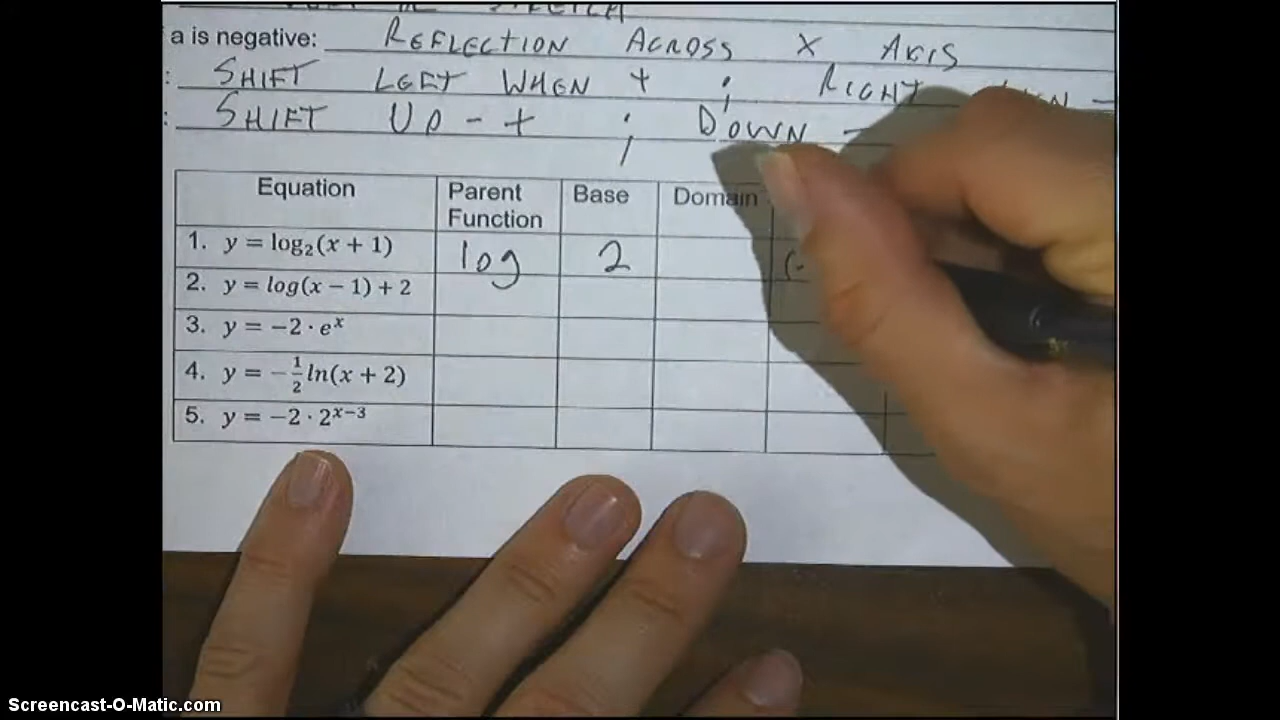 a is negative: REFLECTION ACROSS X AXIS
: SHIFT LEFT WHEN + ; RIGHT -
: SHIFT UP - + ; DOWN -
Equation Parent Function Base Domain
1. y = log₂(x + 1) log 2 (-
2. y = log(x − 1) + 2
3. y = −2 · eˣ
4. y = −1/2 ln(x + 2)
5. y = −2 · 2ˣ⁻³
Screencast-O-Matic.com